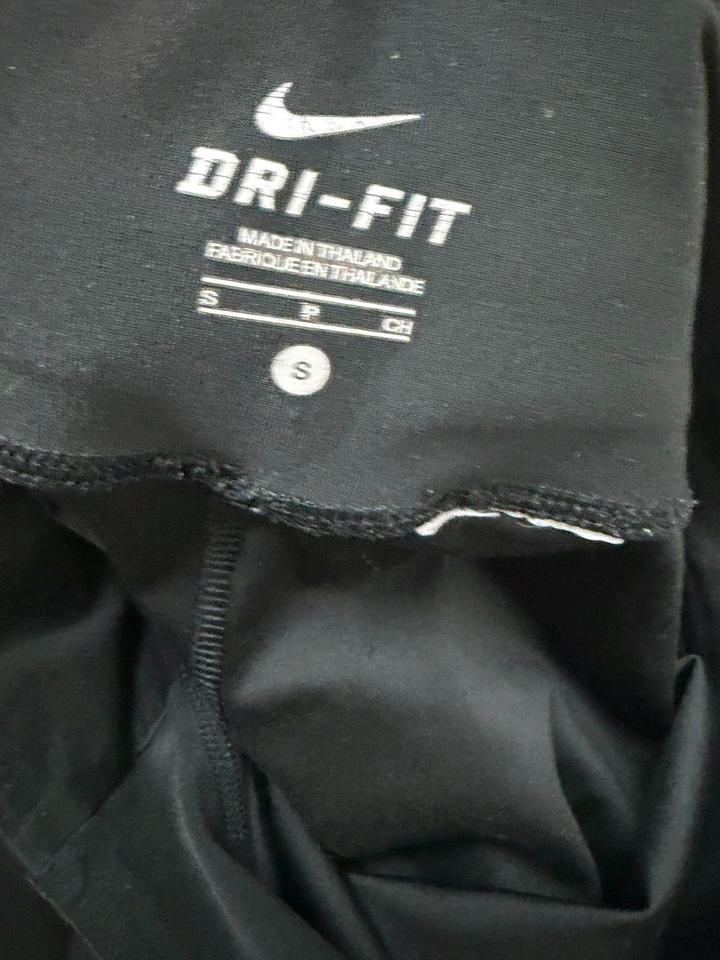 DRI-FIT
MADE IN THAILAND
FABRIQUE EN THAILANDE
S P CH
S